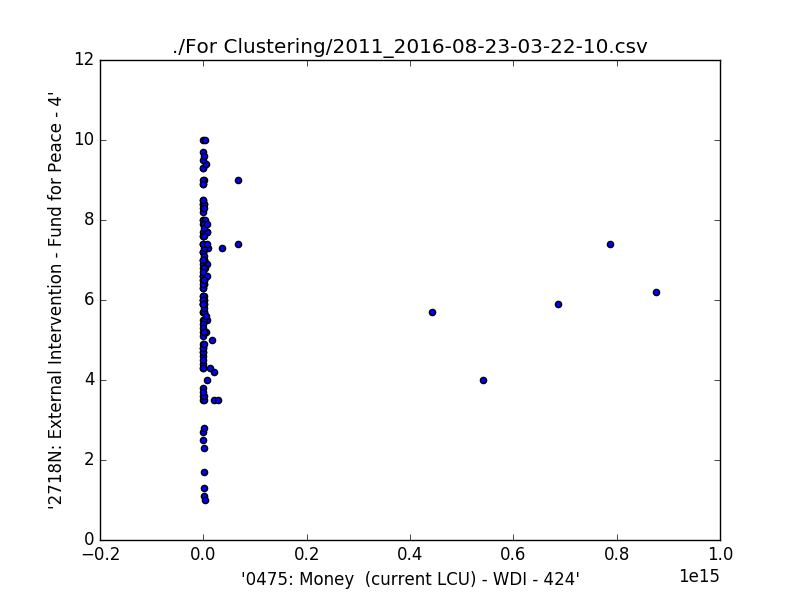 ./For Clustering/2011_2016-08-23-03-22-10.csv
'2718N: External Intervention - Fund for Peace - 4'
12
10
8
6
4
2
0
−0.2 0.0 0.2 0.4 0.6 0.8 1.0
1e15
'0475: Money  (current LCU) - WDI - 424'